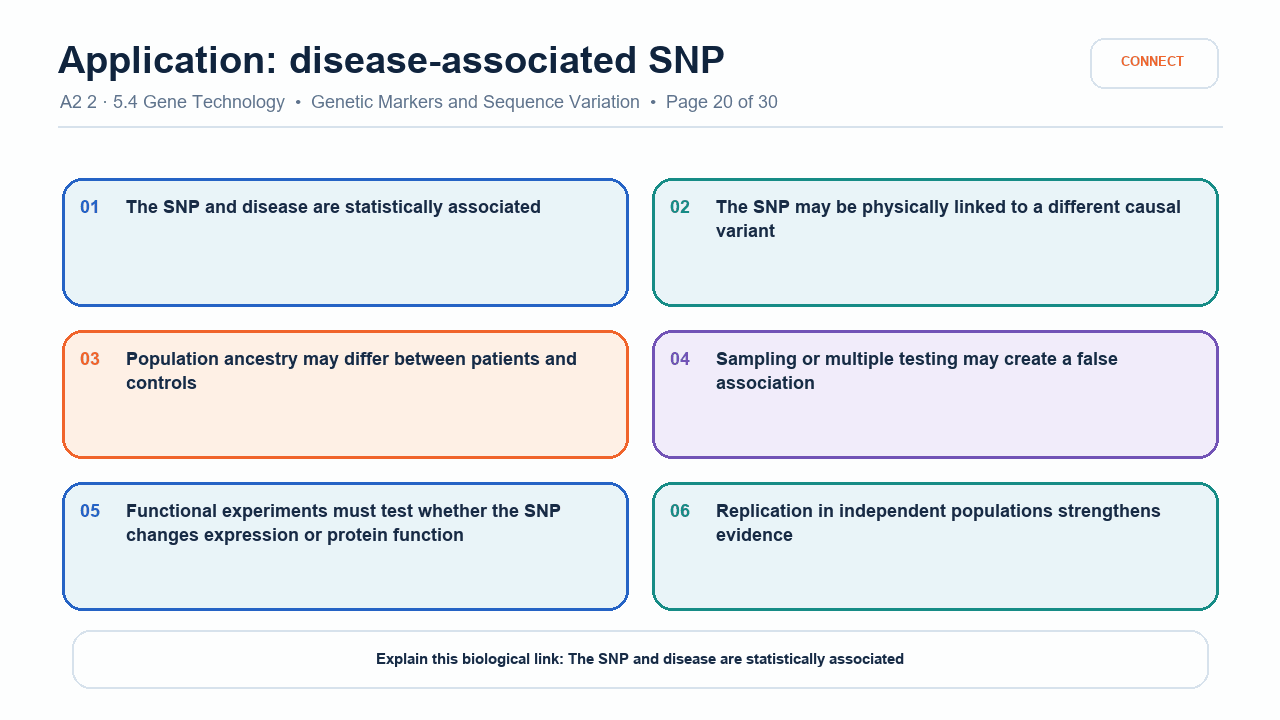 Application: disease-associated SNP
CONNECT
A2 2 · 5.4 Gene Technology • Genetic Markers and Sequence Variation • Page 20 of 30
01 The SNP and disease are statistically associated
02 The SNP may be physically linked to a different causal
variant
03 Population ancestry may differ between patients and
controls
04 Sampling or multiple testing may create a false
association
05 Functional experiments must test whether the SNP
changes expression or protein function
06 Replication in independent populations strengthens
evidence
Explain this biological link: The SNP and disease are statistically associated